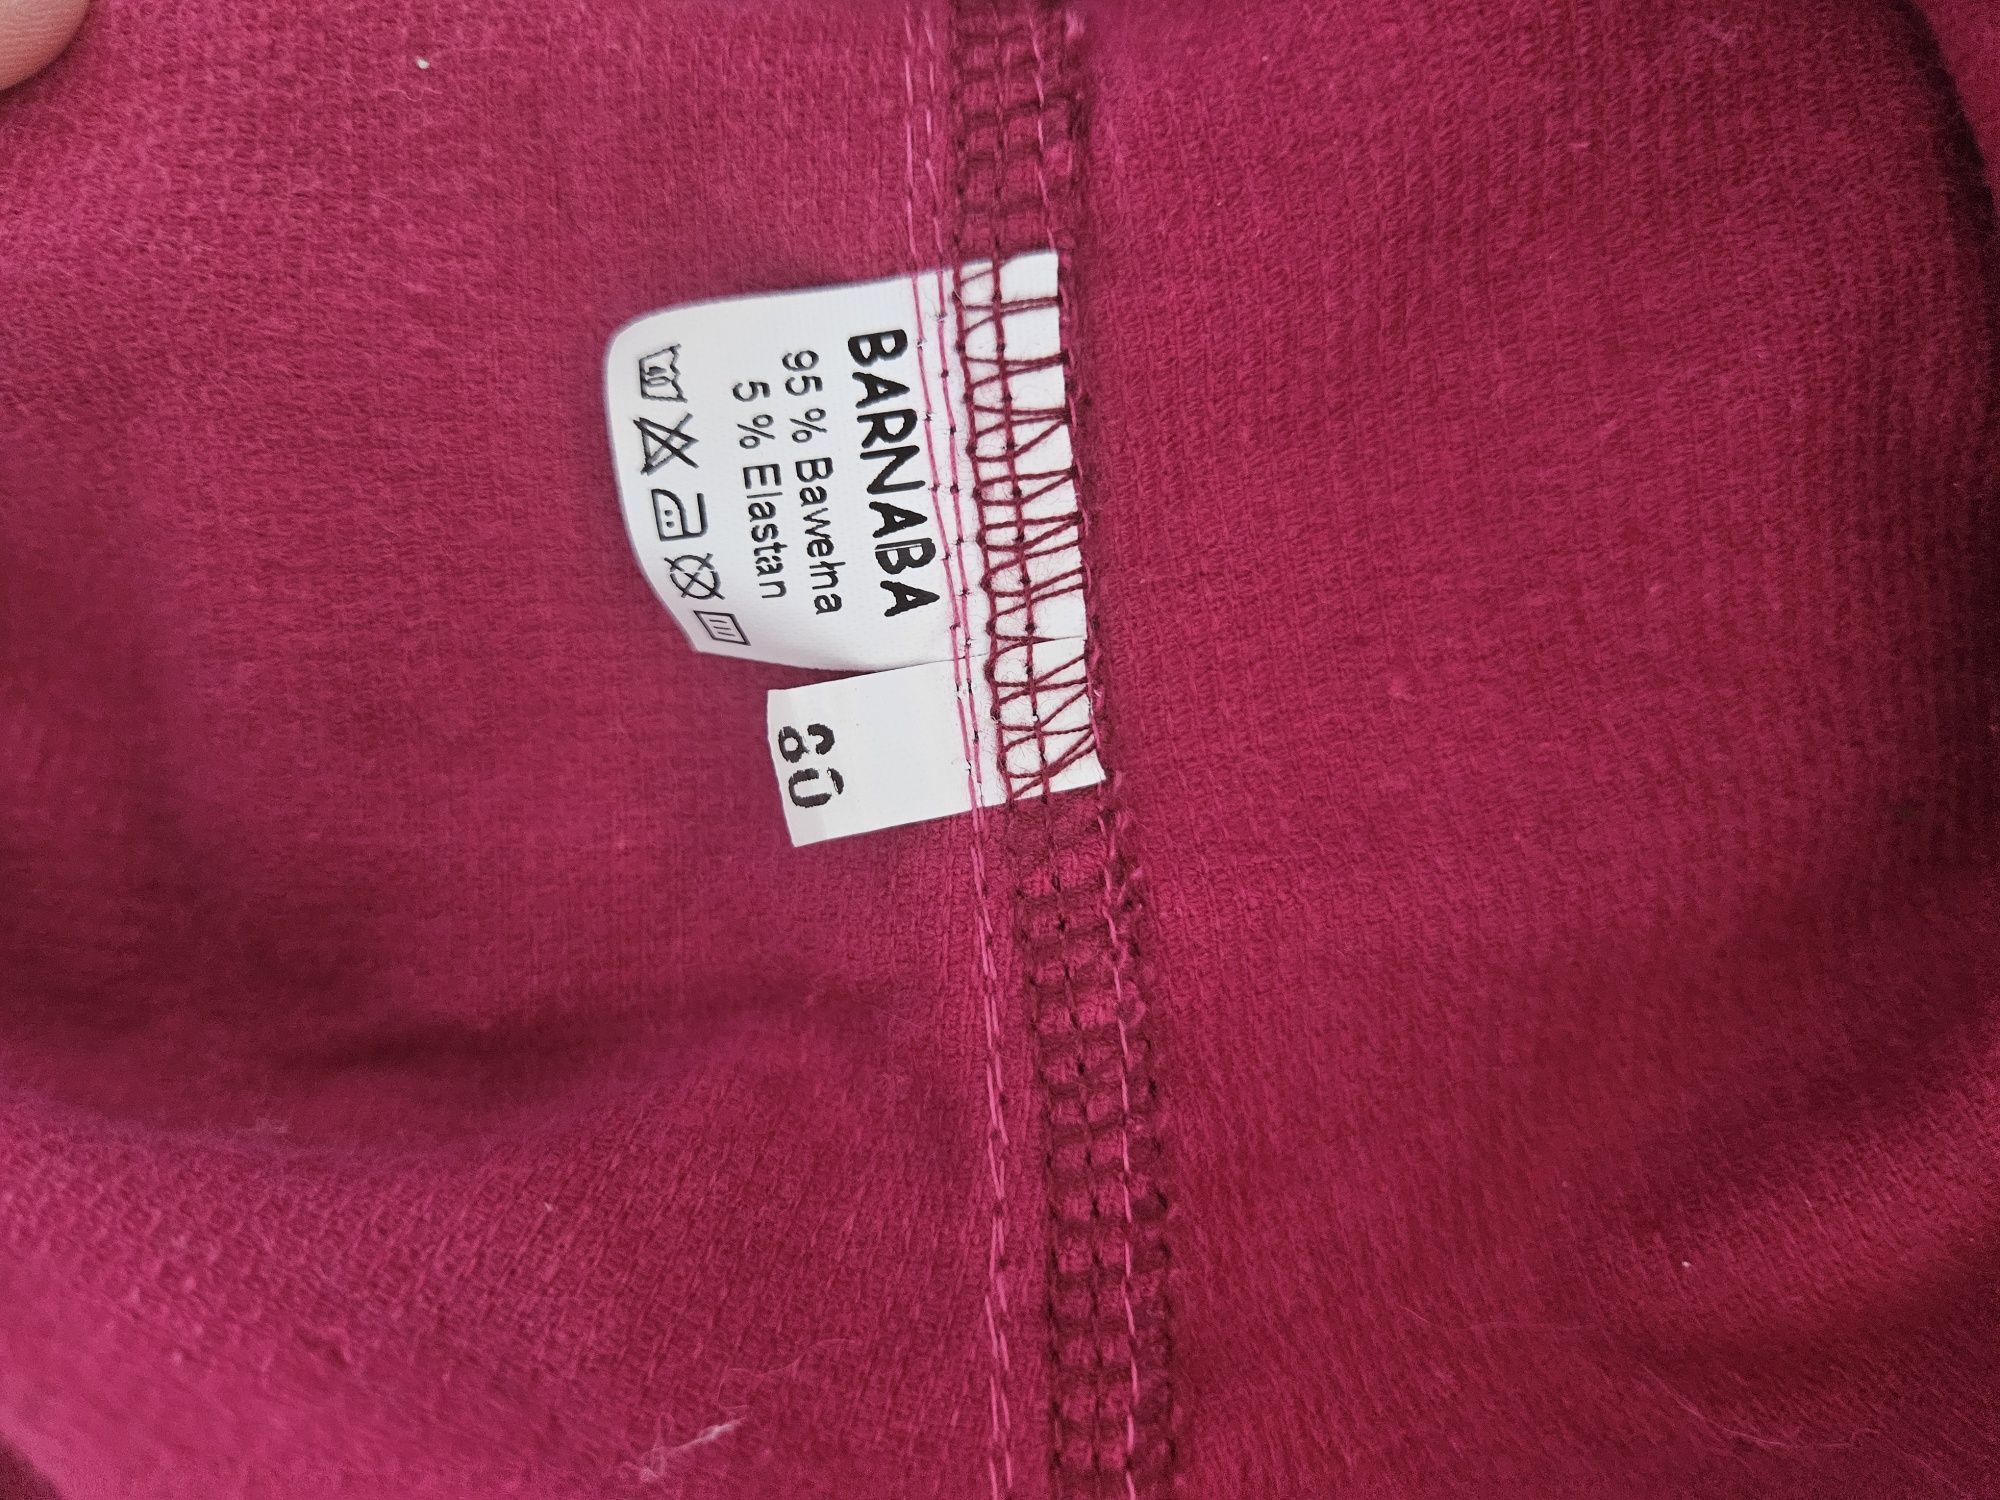 BARNABA
95 % Bawełna
5 % Elastan
80